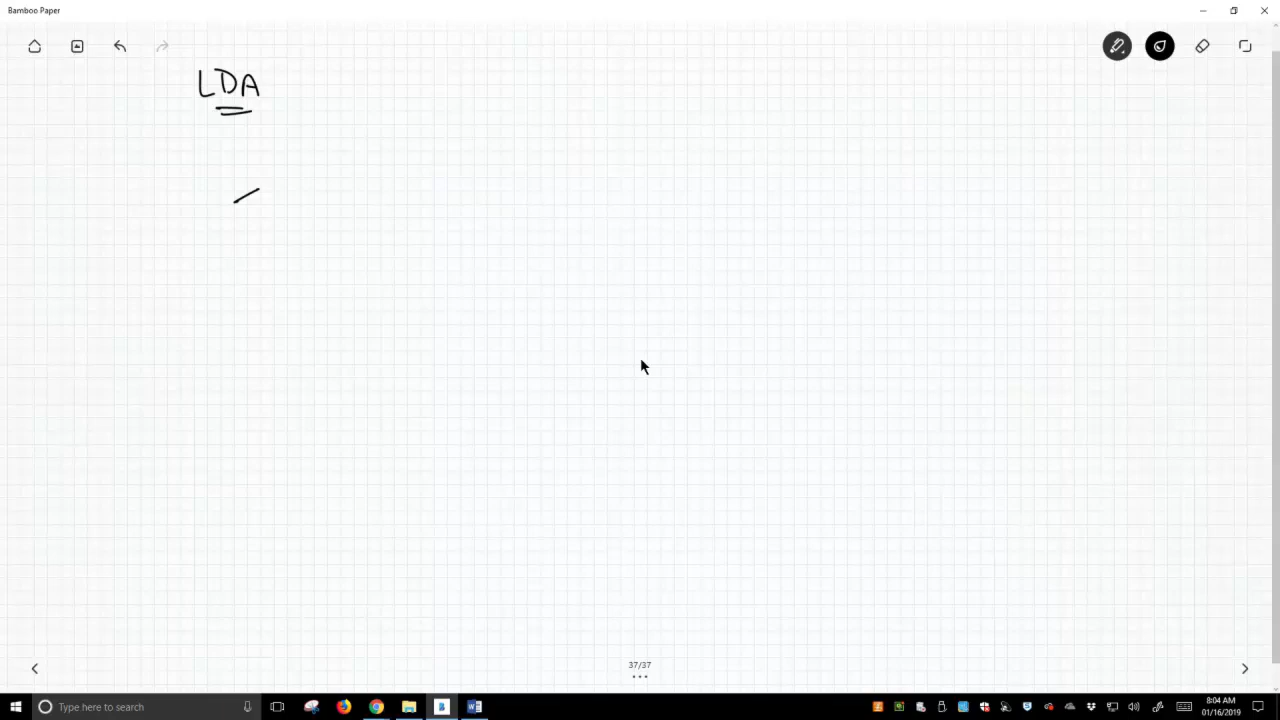 Bamboo Paper
LDA
37/37
Type here to search
8:04 AM
01/16/2019